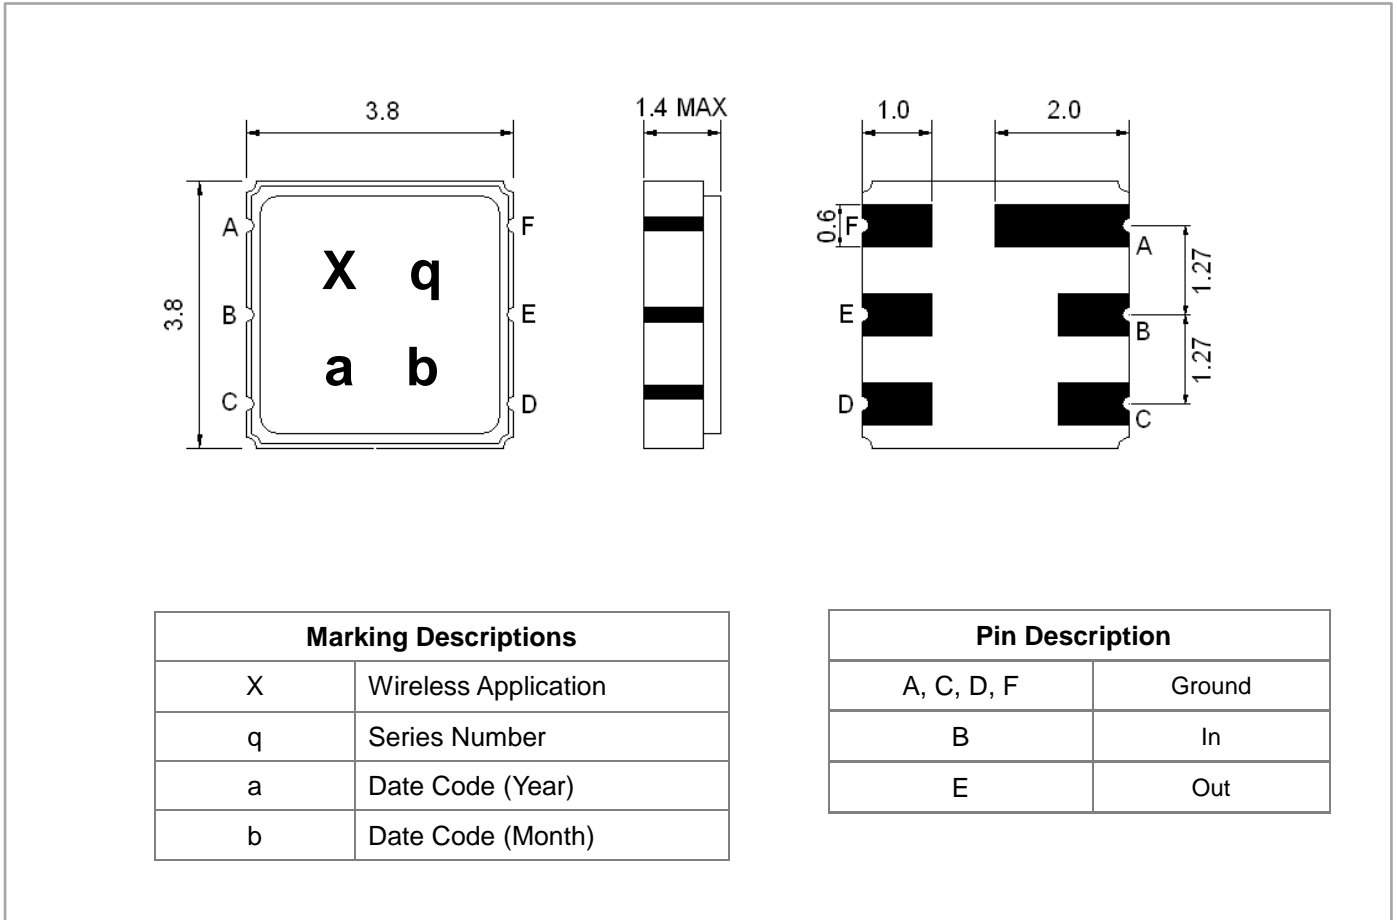 3.8
1.4 MAX
1.0
2.0
3.8
A
B
C
F
E
D
X q
a b
0.6
F
E
D
A
B
C
1.27
1.27
Marking Descriptions
X Wireless Application
q Series Number
a Date Code (Year)
b Date Code (Month)
Pin Description
A, C, D, F Ground
B In
E Out